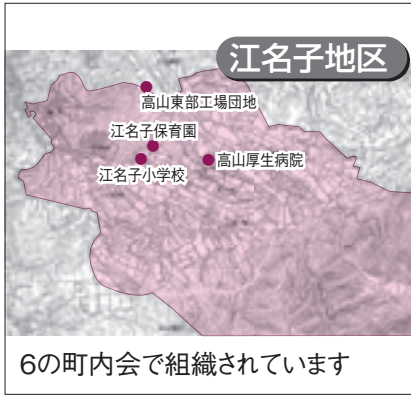 江名子地区
高山東部工場団地
江名子保育園
江名子小学校
高山厚生病院
6の町内会で組織されています